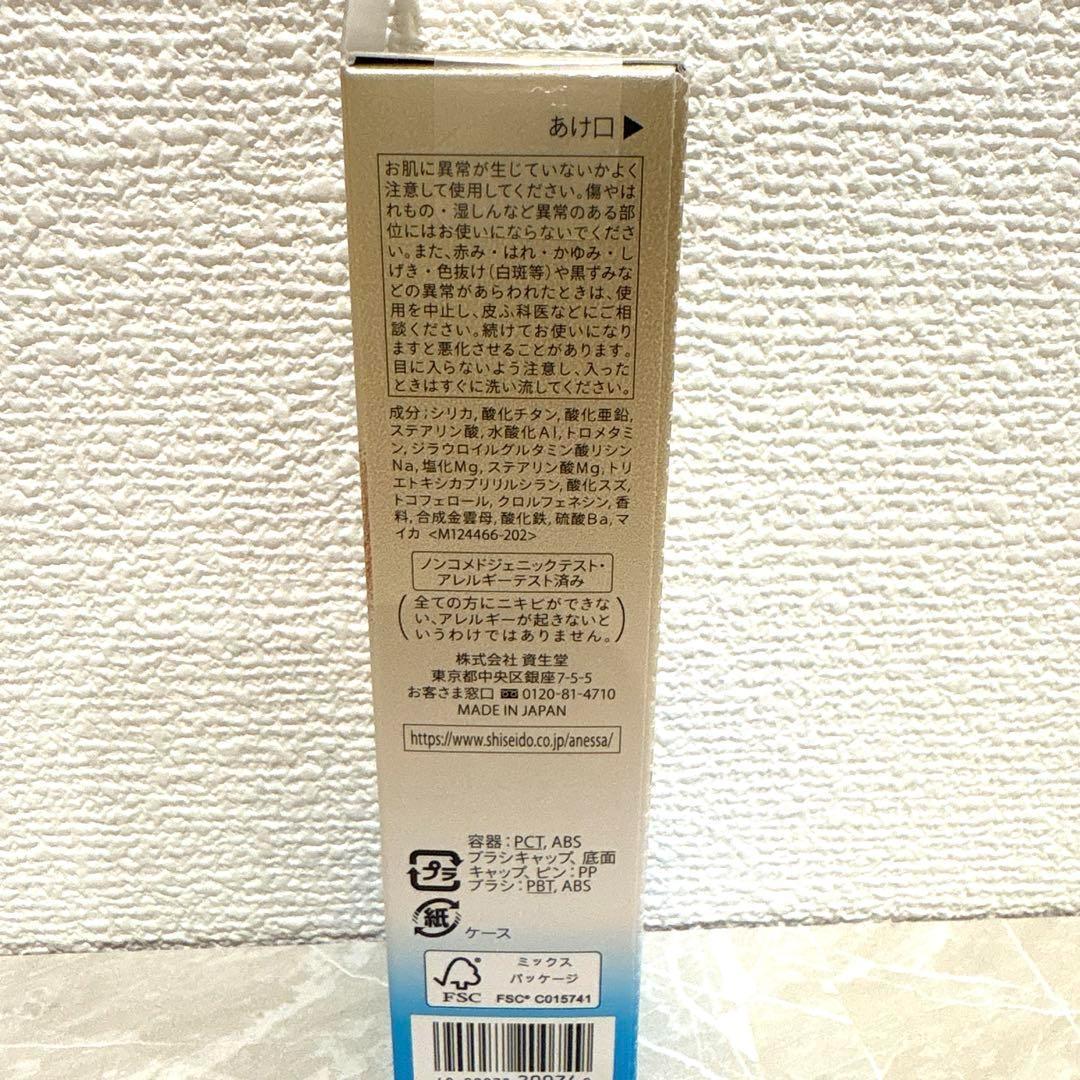 あけ口▶
お肌に異常が生じていないかよく
注意して使用してください。傷やは
れもの・湿しんなど異常のある部
位にはお使いにならないでくださ
い。また、赤み・はれ・かゆみ・し
げき・色抜け(白斑等)や黒ずみな
どの異常があらわれたときは、使
用を中止し、皮ふ科医などにご相
談ください。続けてお使いになり
ますと悪化させることがあります。
目に入らないよう注意し、入った
ときはすぐに洗い流してください。
成分;シリカ,酸化チタン,酸化亜鉛,
ステアリン酸,水酸化Al,トロメタミ
ン,ジラウロイルグルタミン酸リシン
Na,塩化Mg,ステアリン酸Mg,トリ
エトキシカプリリルシラン,酸化スズ,
トコフェロール,クロルフェネシン,香
料,合成金雲母,酸化鉄,硫酸Ba,マ
イカ <M124466-202>
ノンコメドジェニックテスト・
アレルギーテスト済み
(全ての方にニキビができな
い、アレルギーが起きないと
いうわけではありません。)
株式会社 資生堂
東京都中央区銀座7-5-5
お客さま窓口 0120-81-4710
MADE IN JAPAN
https://www.shiseido.co.jp/anessa/
容器:PCT, ABS
ブラシキャップ、底面
キャップ、ピン:PP
ブラシ:PBT, ABS
プラ
紙
ケース
ミックス
パッケージ
FSC
FSC® C015741